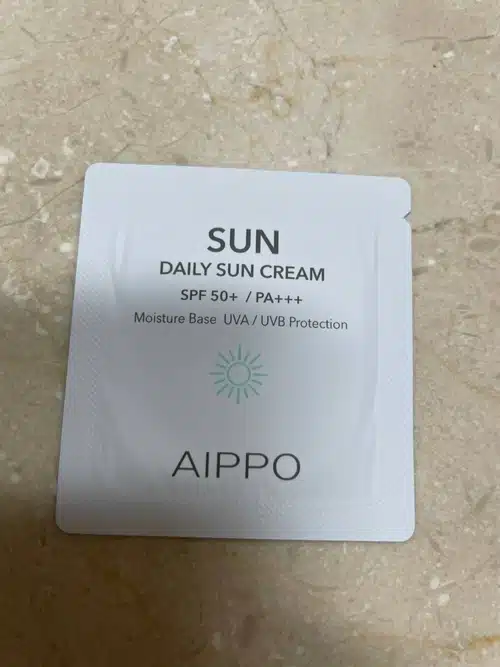 SUN
DAILY SUN CREAM
SPF 50+ / PA+++
Moisture Base UVA / UVB Protection
AIPPO